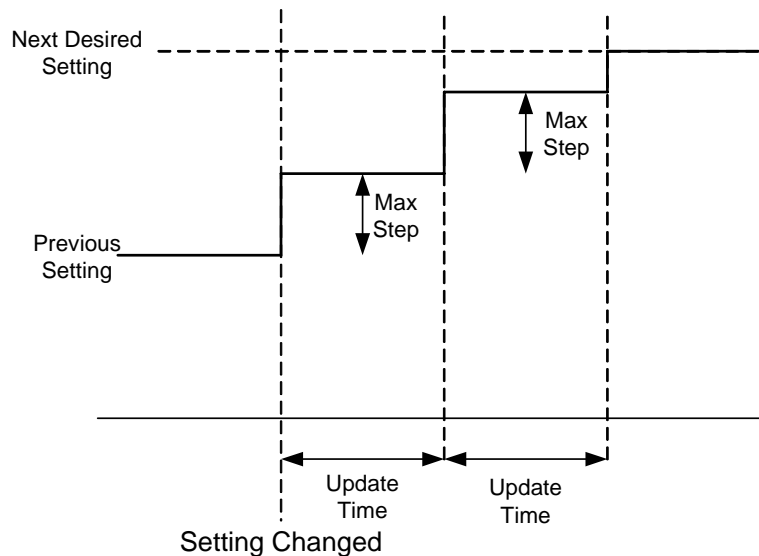 Next Desired
Setting
Max
Step
Max
Step
Previous
Setting
Update
Time
Update
Time
Setting Changed